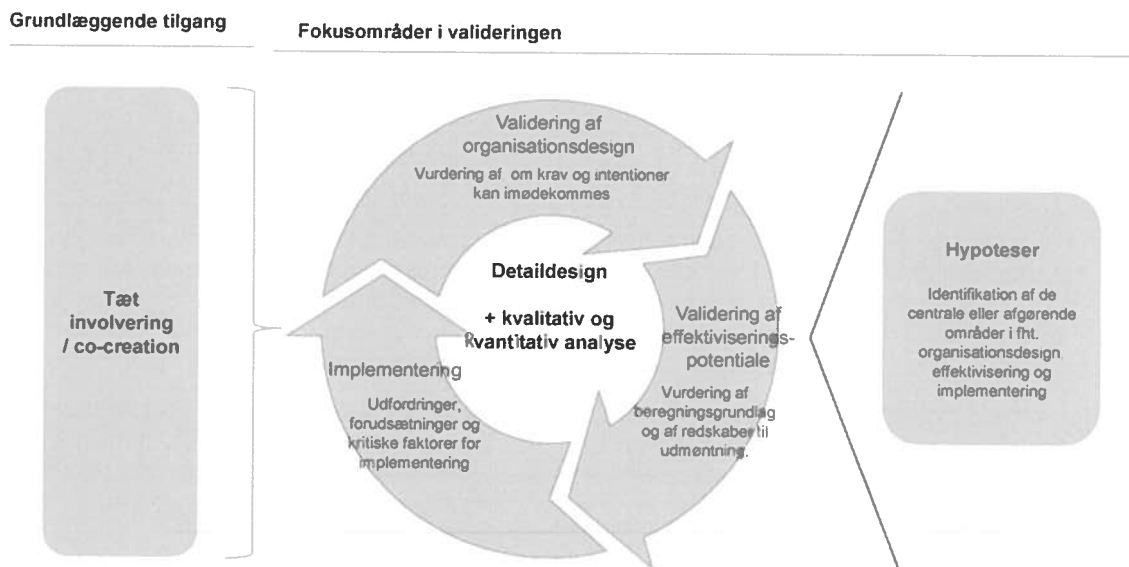 Grundlæggende tilgang
Fokusområder i valideringen
Tæt
involvering
/ co-creation
Validering af
organisationsdesign
Vurdering af om krav og intentioner
kan imødekommes
Detaildesign
+ kvalitativ og
kvantitativ analyse
Validering af
effektiviserings-
potentiale
Vurdering af
beregningsgrundlag
og af redskaber til
udmøntning.
Implementering
Udfordringer,
forudsætninger og
kritiske faktorer for
implementering
Hypoteser
Identifikation af de
centrale eller afgørende
områder i fht.
organisationsdesign,
effektivisering og
implementering